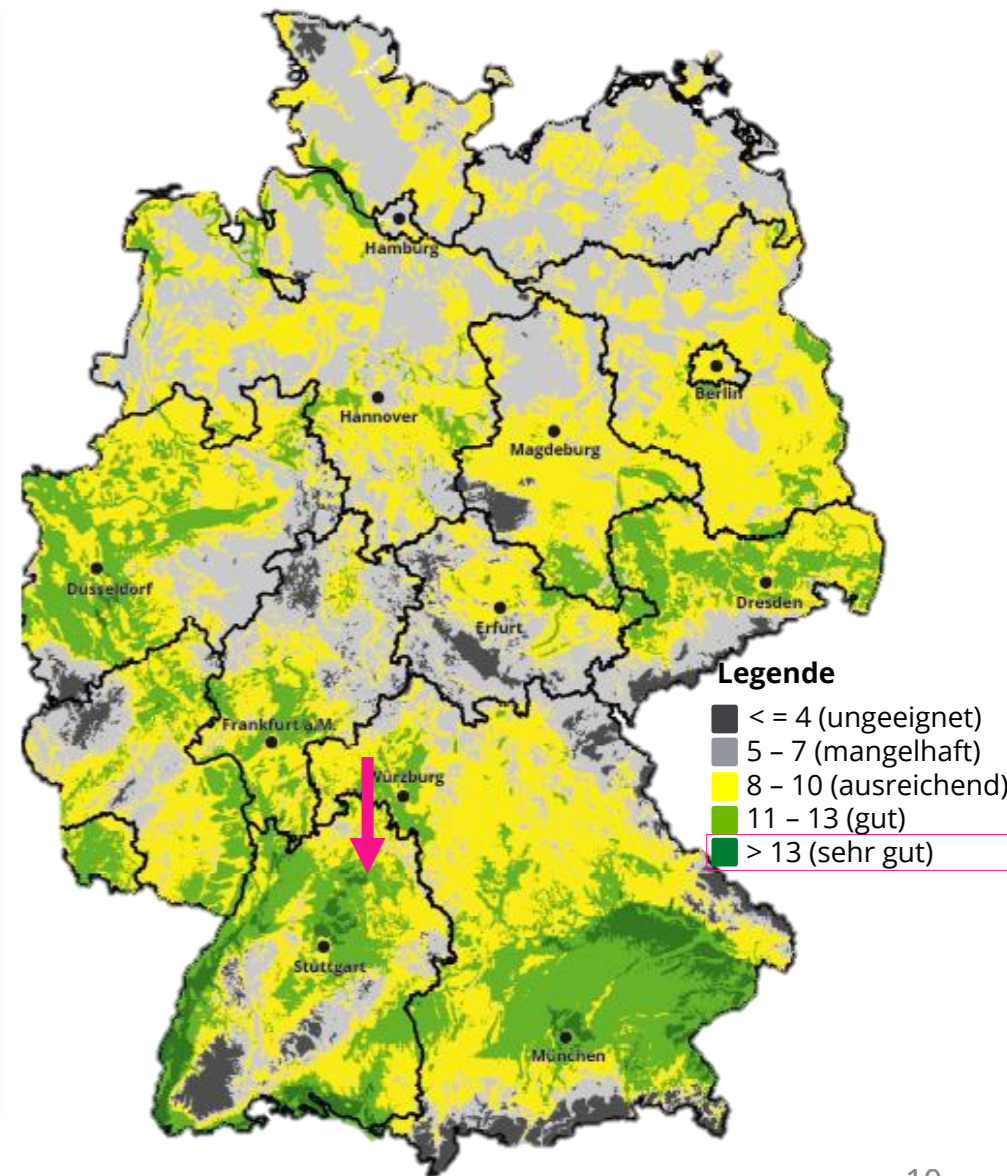 Hamburg
Berlin
Hannover
Magdeburg
Düsseldorf
Dresden
Erfurt
Legende
< = 4 (ungeeignet)
5 – 7 (mangelhaft)
Frankfurt a.M.
Würzburg
8 – 10 (ausreichend)
11 – 13 (gut)
> 13 (sehr gut)
Stuttgart
München
10